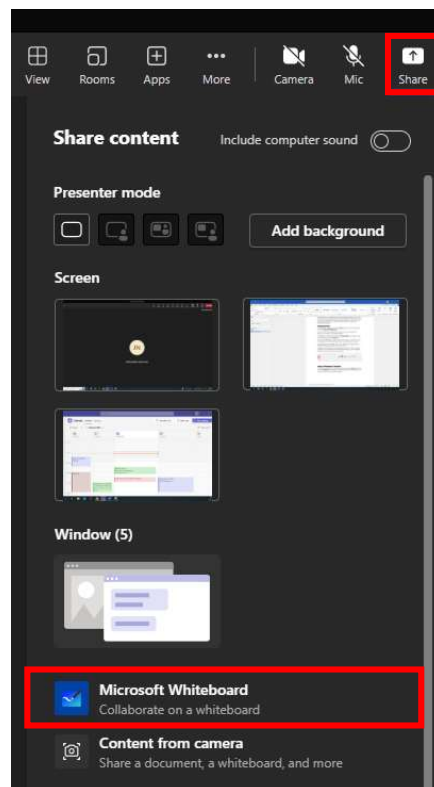 View Rooms Apps More Camera Mic Share
Share content Include computer sound
Presenter mode
Add background
Screen
Window (5)
Microsoft Whiteboard
Collaborate on a whiteboard
Content from camera
Share a document, a whiteboard, and more